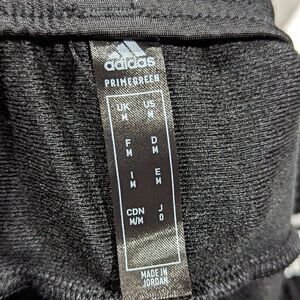 adidas
PRIMEGREEN
UK US
M M
F D
M M
I E
M M
CDN J
M/M O
MADE IN
JORDAN